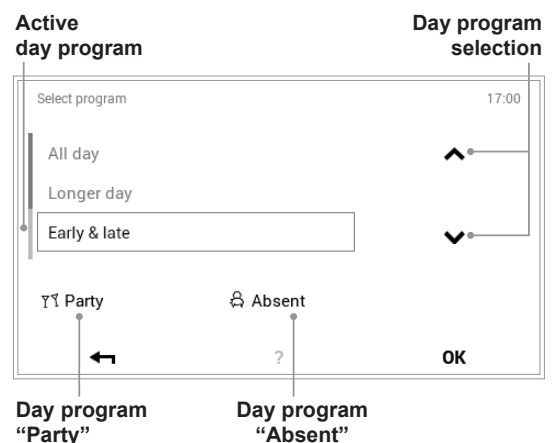 Active
day program
Day program
selection
Select program
17:00
All day
Longer day
Early & late
Party
Absent
?
OK
Day program
“Party”
Day program
“Absent”